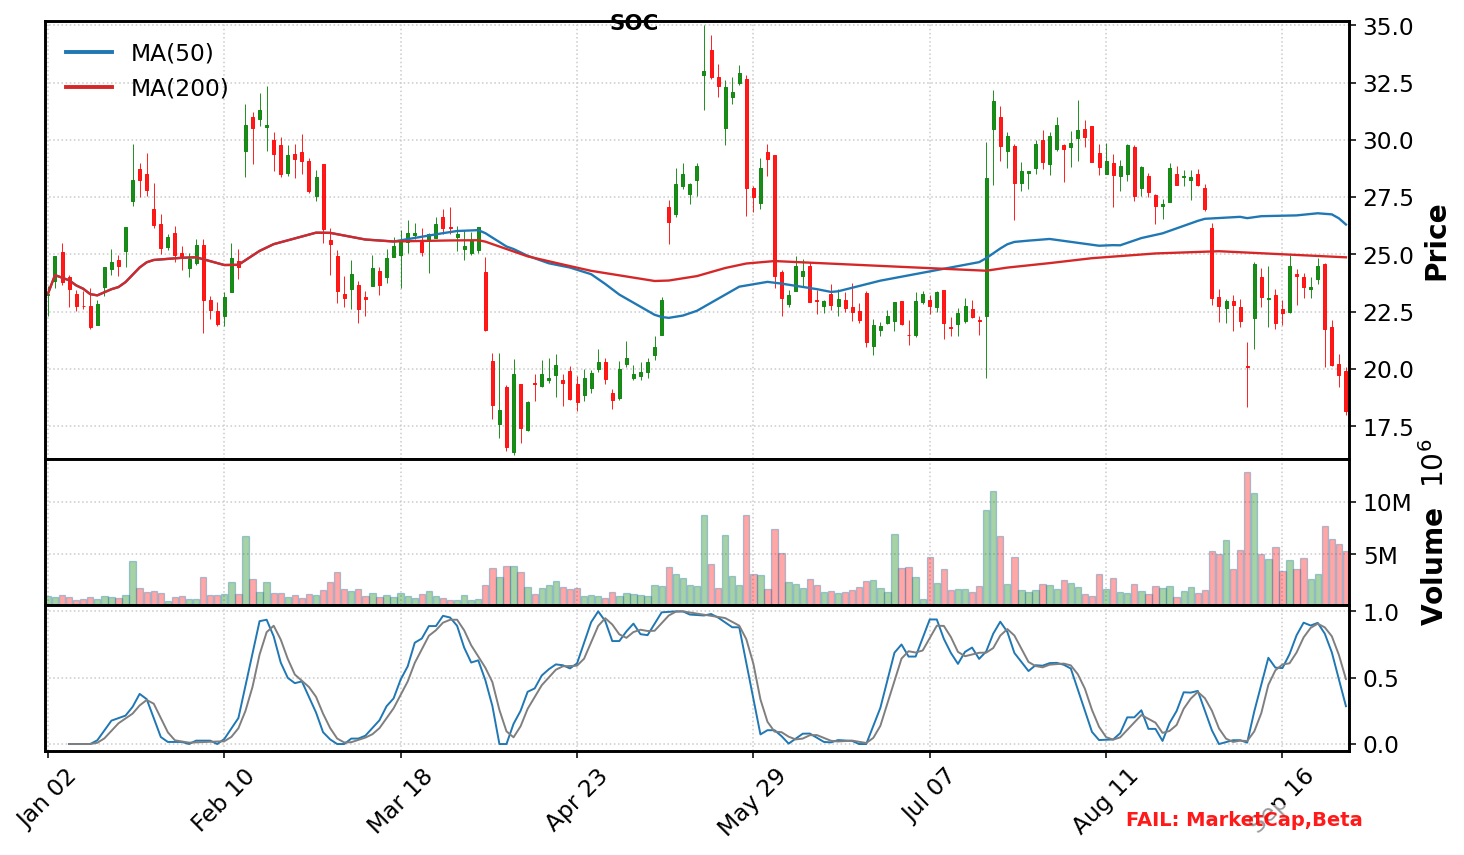 SOC
MA(50)
MA(200)
35.0
32.5
30.0
27.5
25.0
22.5
20.0
17.5
Price
10M
5M
Volume 10^6
1.0
0.5
0.0
Jan 02
Feb 10
Mar 18
Apr 23
May 29
Jul 07
Aug 11
Sep 16
FAIL: MarketCap,Beta